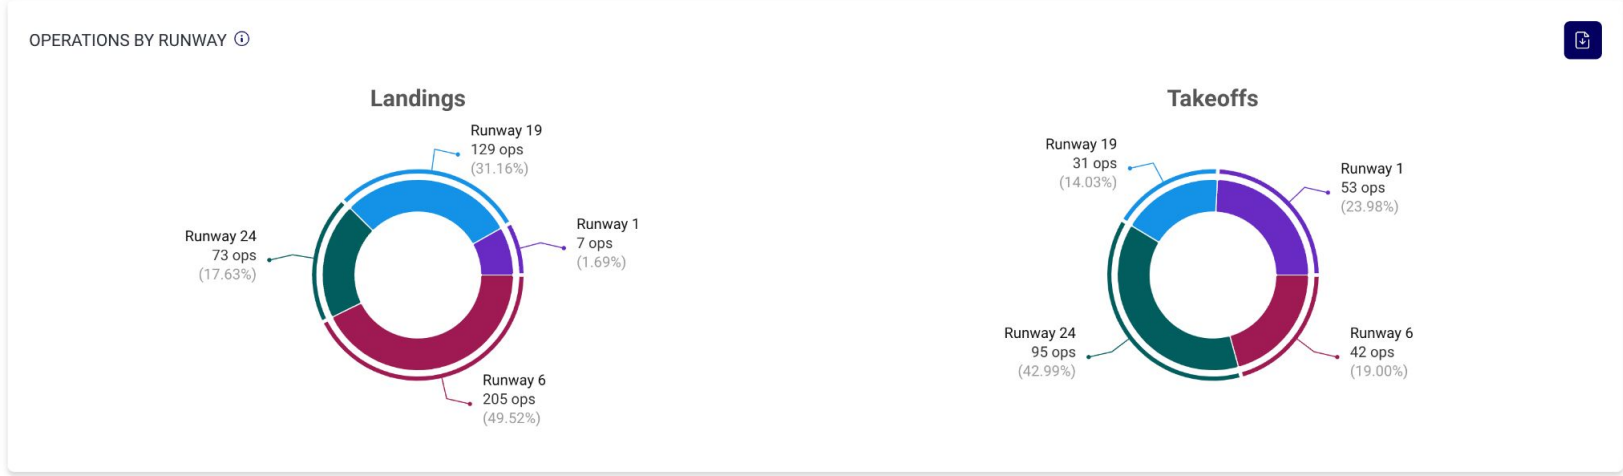 OPERATIONS BY RUNWAY
Landings
Runway 19
129 ops
(31.16%)
Runway 1
7 ops
(1.69%)
Runway 24
73 ops
(17.63%)
Runway 6
205 ops
(49.52%)
Takeoffs
Runway 19
31 ops
(14.03%)
Runway 1
53 ops
(23.98%)
Runway 24
95 ops
(42.99%)
Runway 6
42 ops
(19.00%)